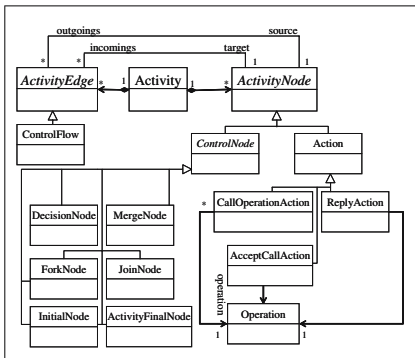 outgoings source
* 1
incomings target
* * 1 1
ActivityEdge * 1 Activity 1 * ActivityNode
ControlFlow
ControlNode Action
DecisionNode MergeNode * CallOperationAction ReplyAction
ForkNode JoinNode AcceptCallAction
operation
InitialNode ActivityFinalNode Operation
1 1